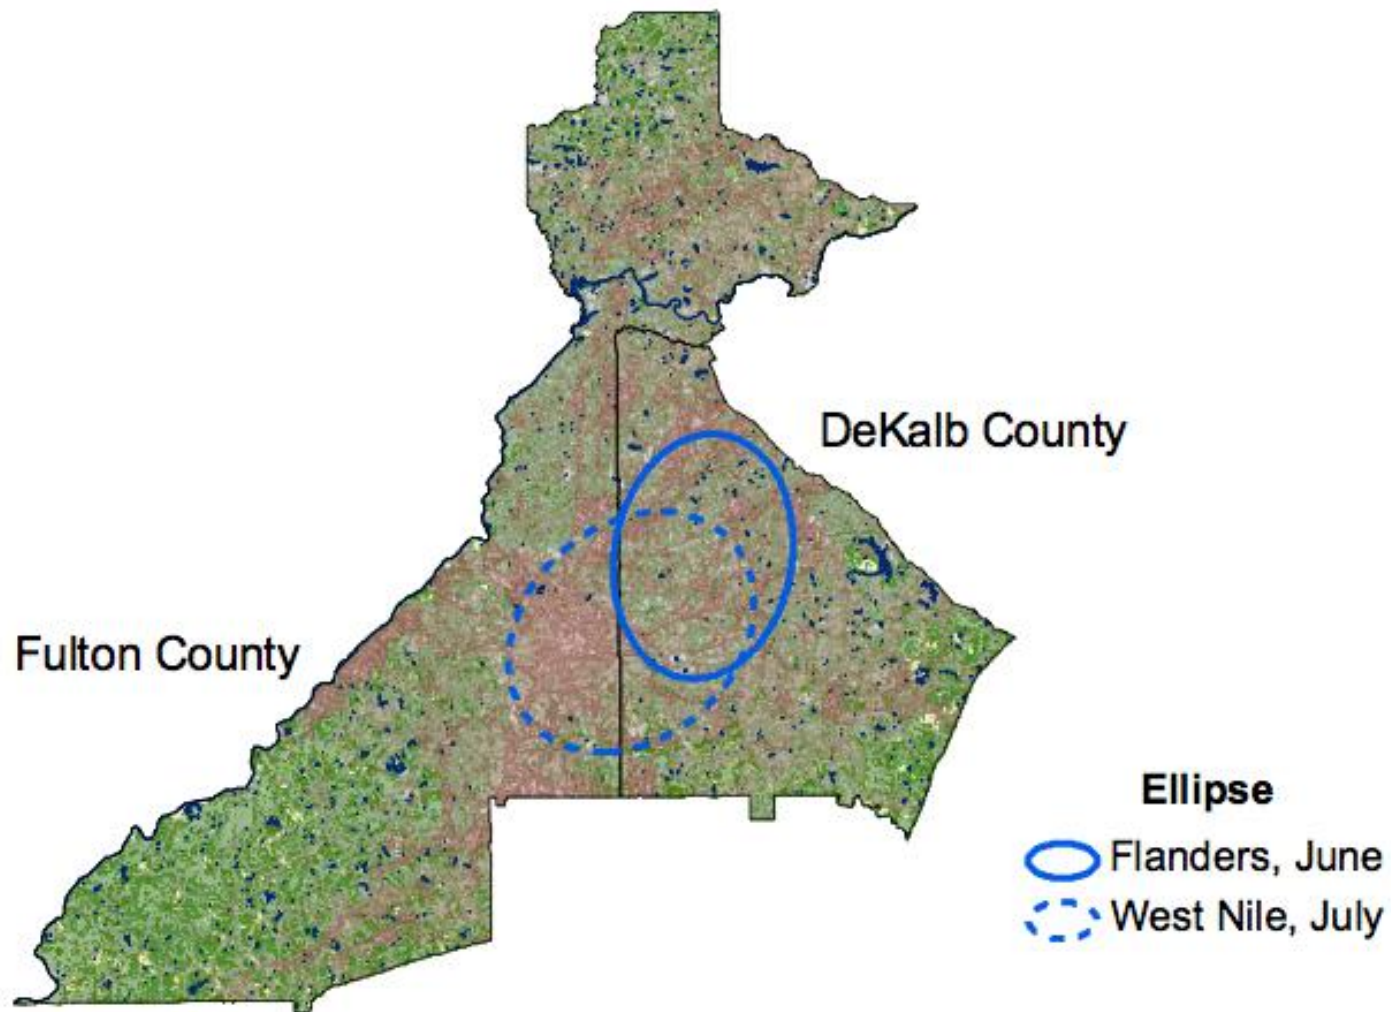 DeKalb County
Fulton County
Ellipse
Flanders, June
West Nile, July